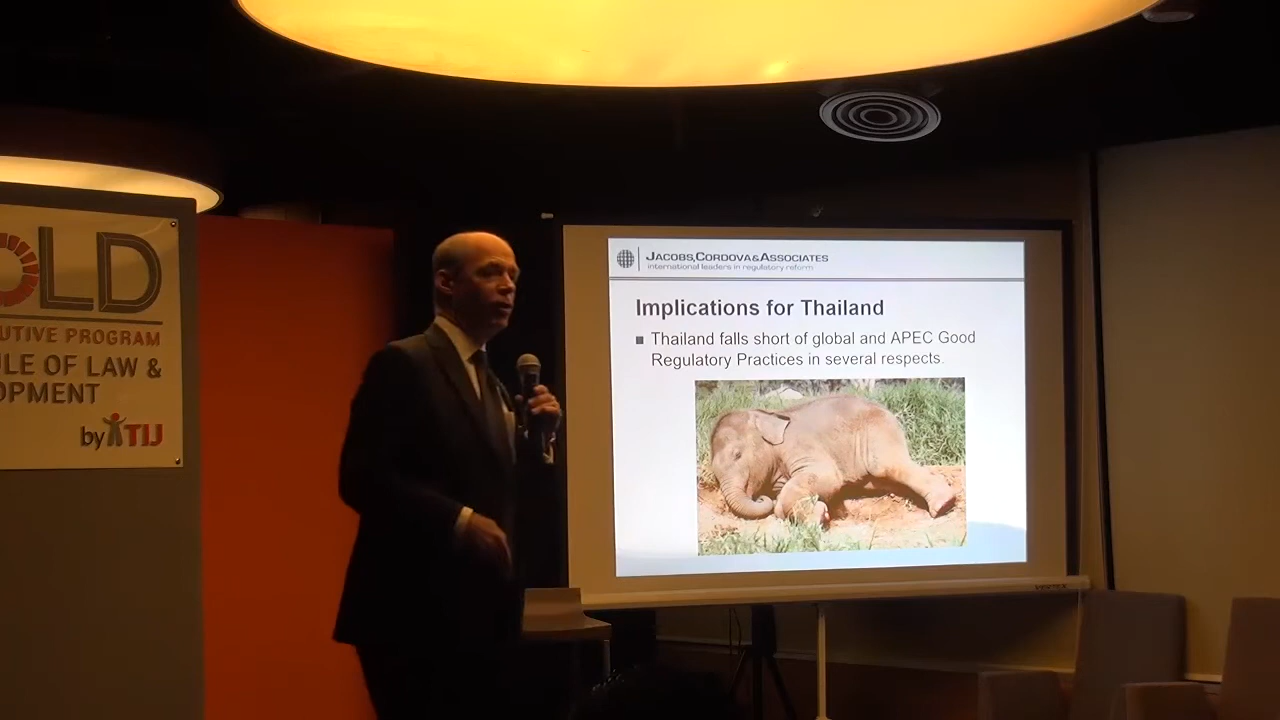 OLD
UTIVE PROGRAM
ULE OF LAW &
OPMENT
by TIJ
JACOBS, CORDOVA & ASSOCIATES
international leaders in regulatory reform
Implications for Thailand
Thailand falls short of global and APEC Good
Regulatory Practices in several respects.
VERTEX